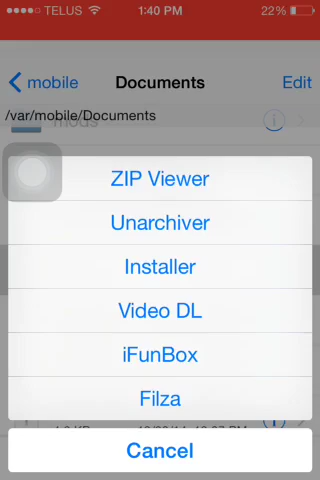 TELUS 1:40 PM 22%
mobile Documents Edit
/var/mobile/Documents
mods
ZIP Viewer
Unarchiver
Installer
Video DL
iFunBox
Filza
Cancel